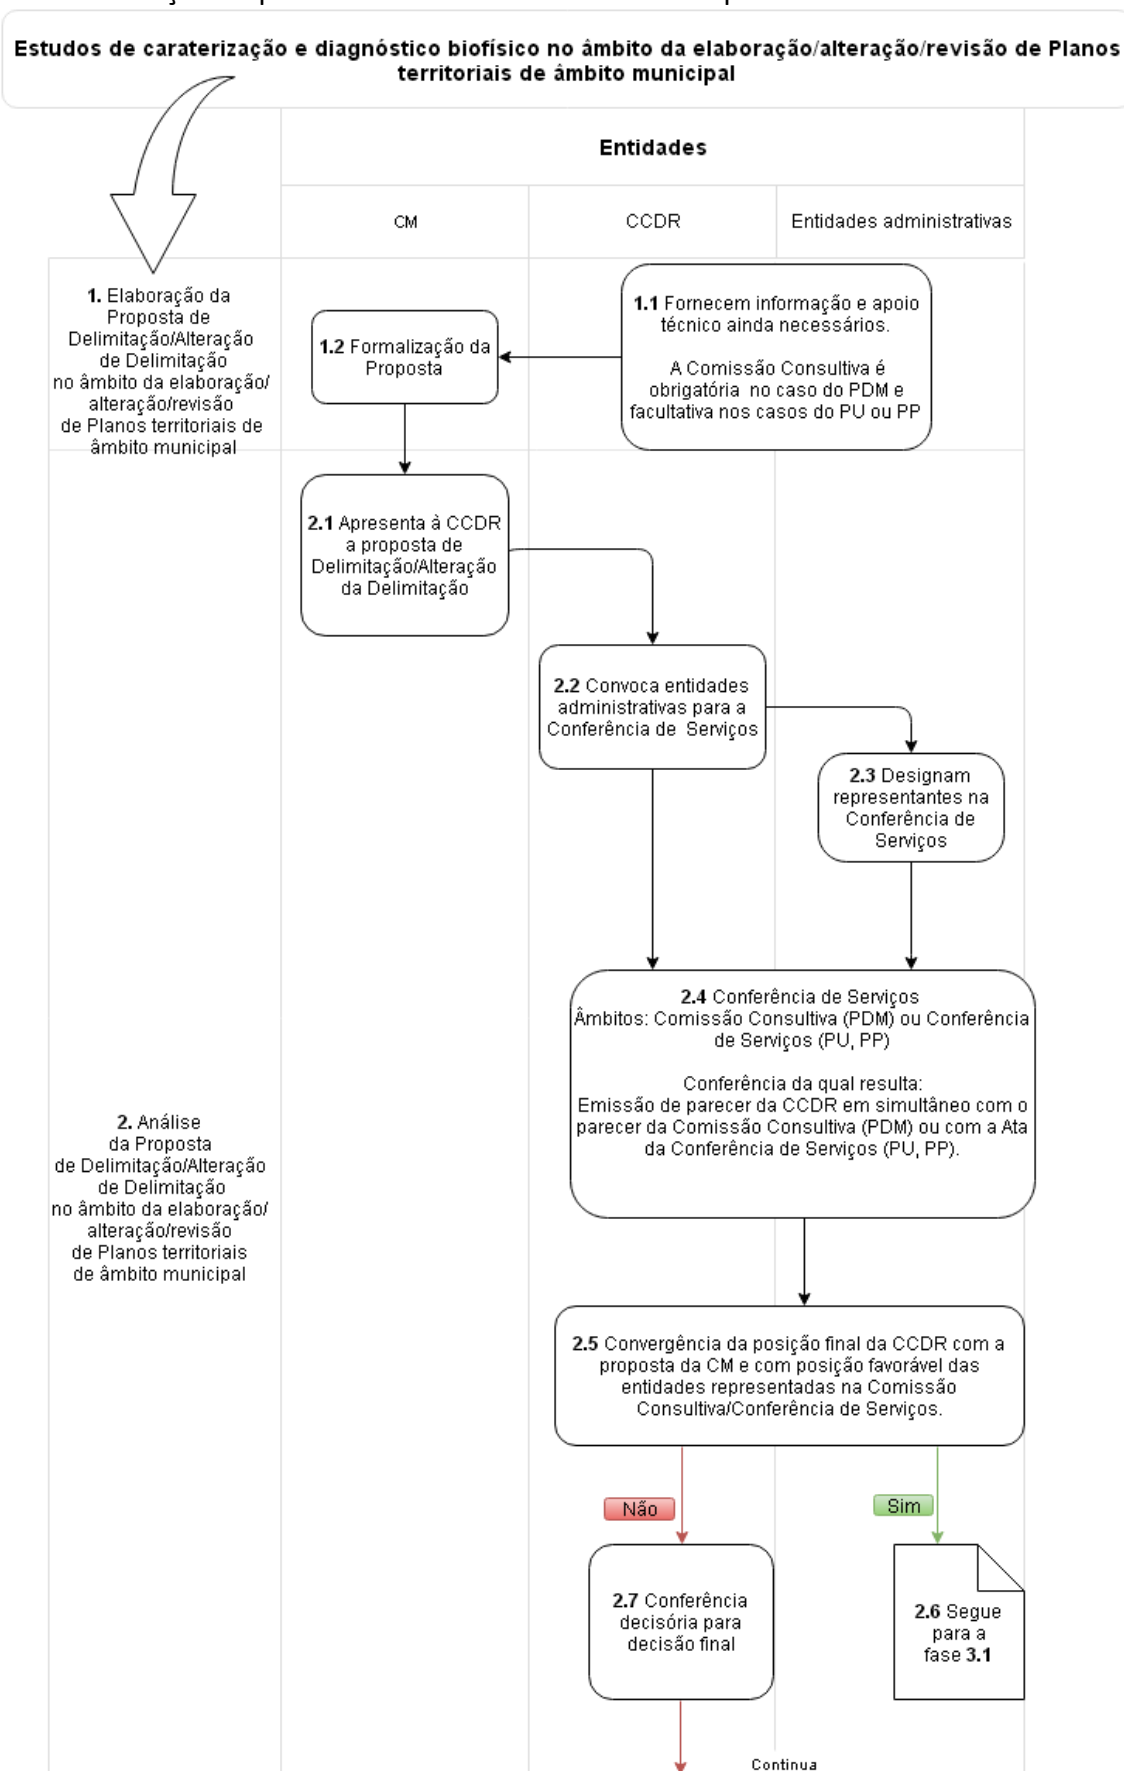 Estudos de caraterização e diagnóstico biofísico no âmbito da elaboração/alteração/revisão de Planos
territoriais de âmbito municipal
Entidades
CM
CCDR
Entidades administrativas
1. Elaboração da
Proposta de
Delimitação/Alteração
de Delimitação
no âmbito da elaboração/
alteração/revisão
de Planos territoriais de
âmbito municipal
1.1 Fornecem informação e apoio
técnico ainda necessários.
A Comissão Consultiva é
obrigatória no caso do PDM e
facultativa nos casos do PU ou PP
1.2 Formalização da
Proposta
2.1 Apresenta à CCDR
a proposta de
Delimitação/Alteração
da Delimitação
2.2 Convoca entidades
administrativas para a
Conferência de Serviços
2.3 Designam
representantes na
Conferência de
Serviços
2.4 Conferência de Serviços
Âmbitos: Comissão Consultiva (PDM) ou Conferência
de Serviços (PU, PP)
Conferência da qual resulta:
Emissão de parecer da CCDR em simultâneo com o
parecer da Comissão Consultiva (PDM) ou com a Ata
da Conferência de Serviços (PU, PP).
2. Análise
da Proposta
de Delimitação/Alteração
de Delimitação
no âmbito da elaboração/
alteração/revisão
de Planos territoriais
de âmbito municipal
2.5 Convergência da posição final da CCDR com a
proposta da CM e com posição favorável das
entidades representadas na Comissão
Consultiva/Conferência de Serviços.
Não
Sim
2.7 Conferência
decisória para
decisão final
2.6 Segue
para a
fase 3.1
Continua